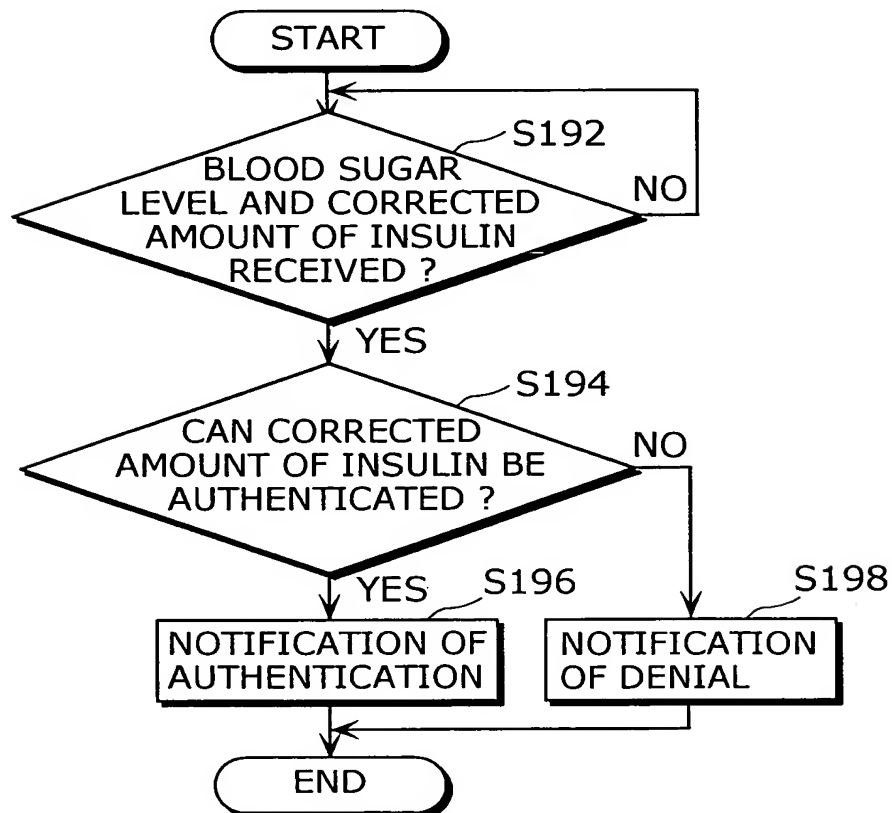 START
S192
BLOOD SUGAR
LEVEL AND CORRECTED
AMOUNT OF INSULIN
RECEIVED ?
NO
YES
S194
CAN CORRECTED
AMOUNT OF INSULIN BE
AUTHENTICATED ?
NO
YES
S196
S198
NOTIFICATION OF
AUTHENTICATION
NOTIFICATION
OF DENIAL
END